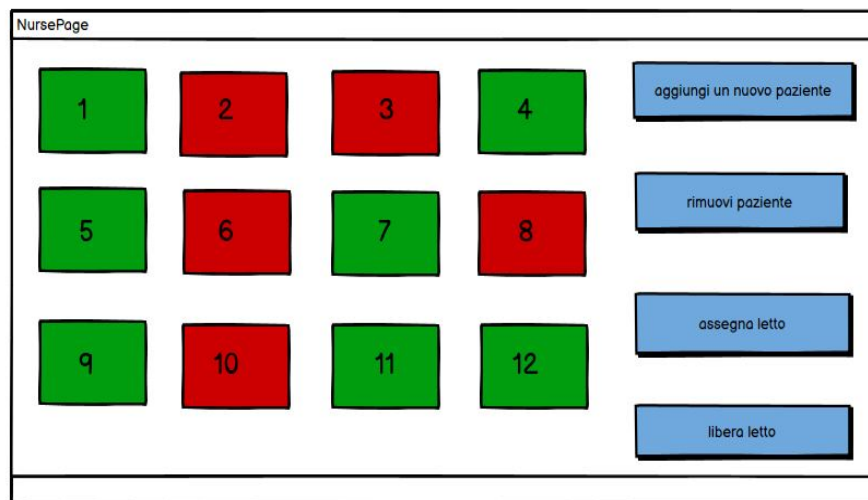 NursePage
1 2 3 4
aggiungi un nuovo paziente
5 6 7 8
rimuovi paziente
9 10 11 12
assegna letto
libera letto